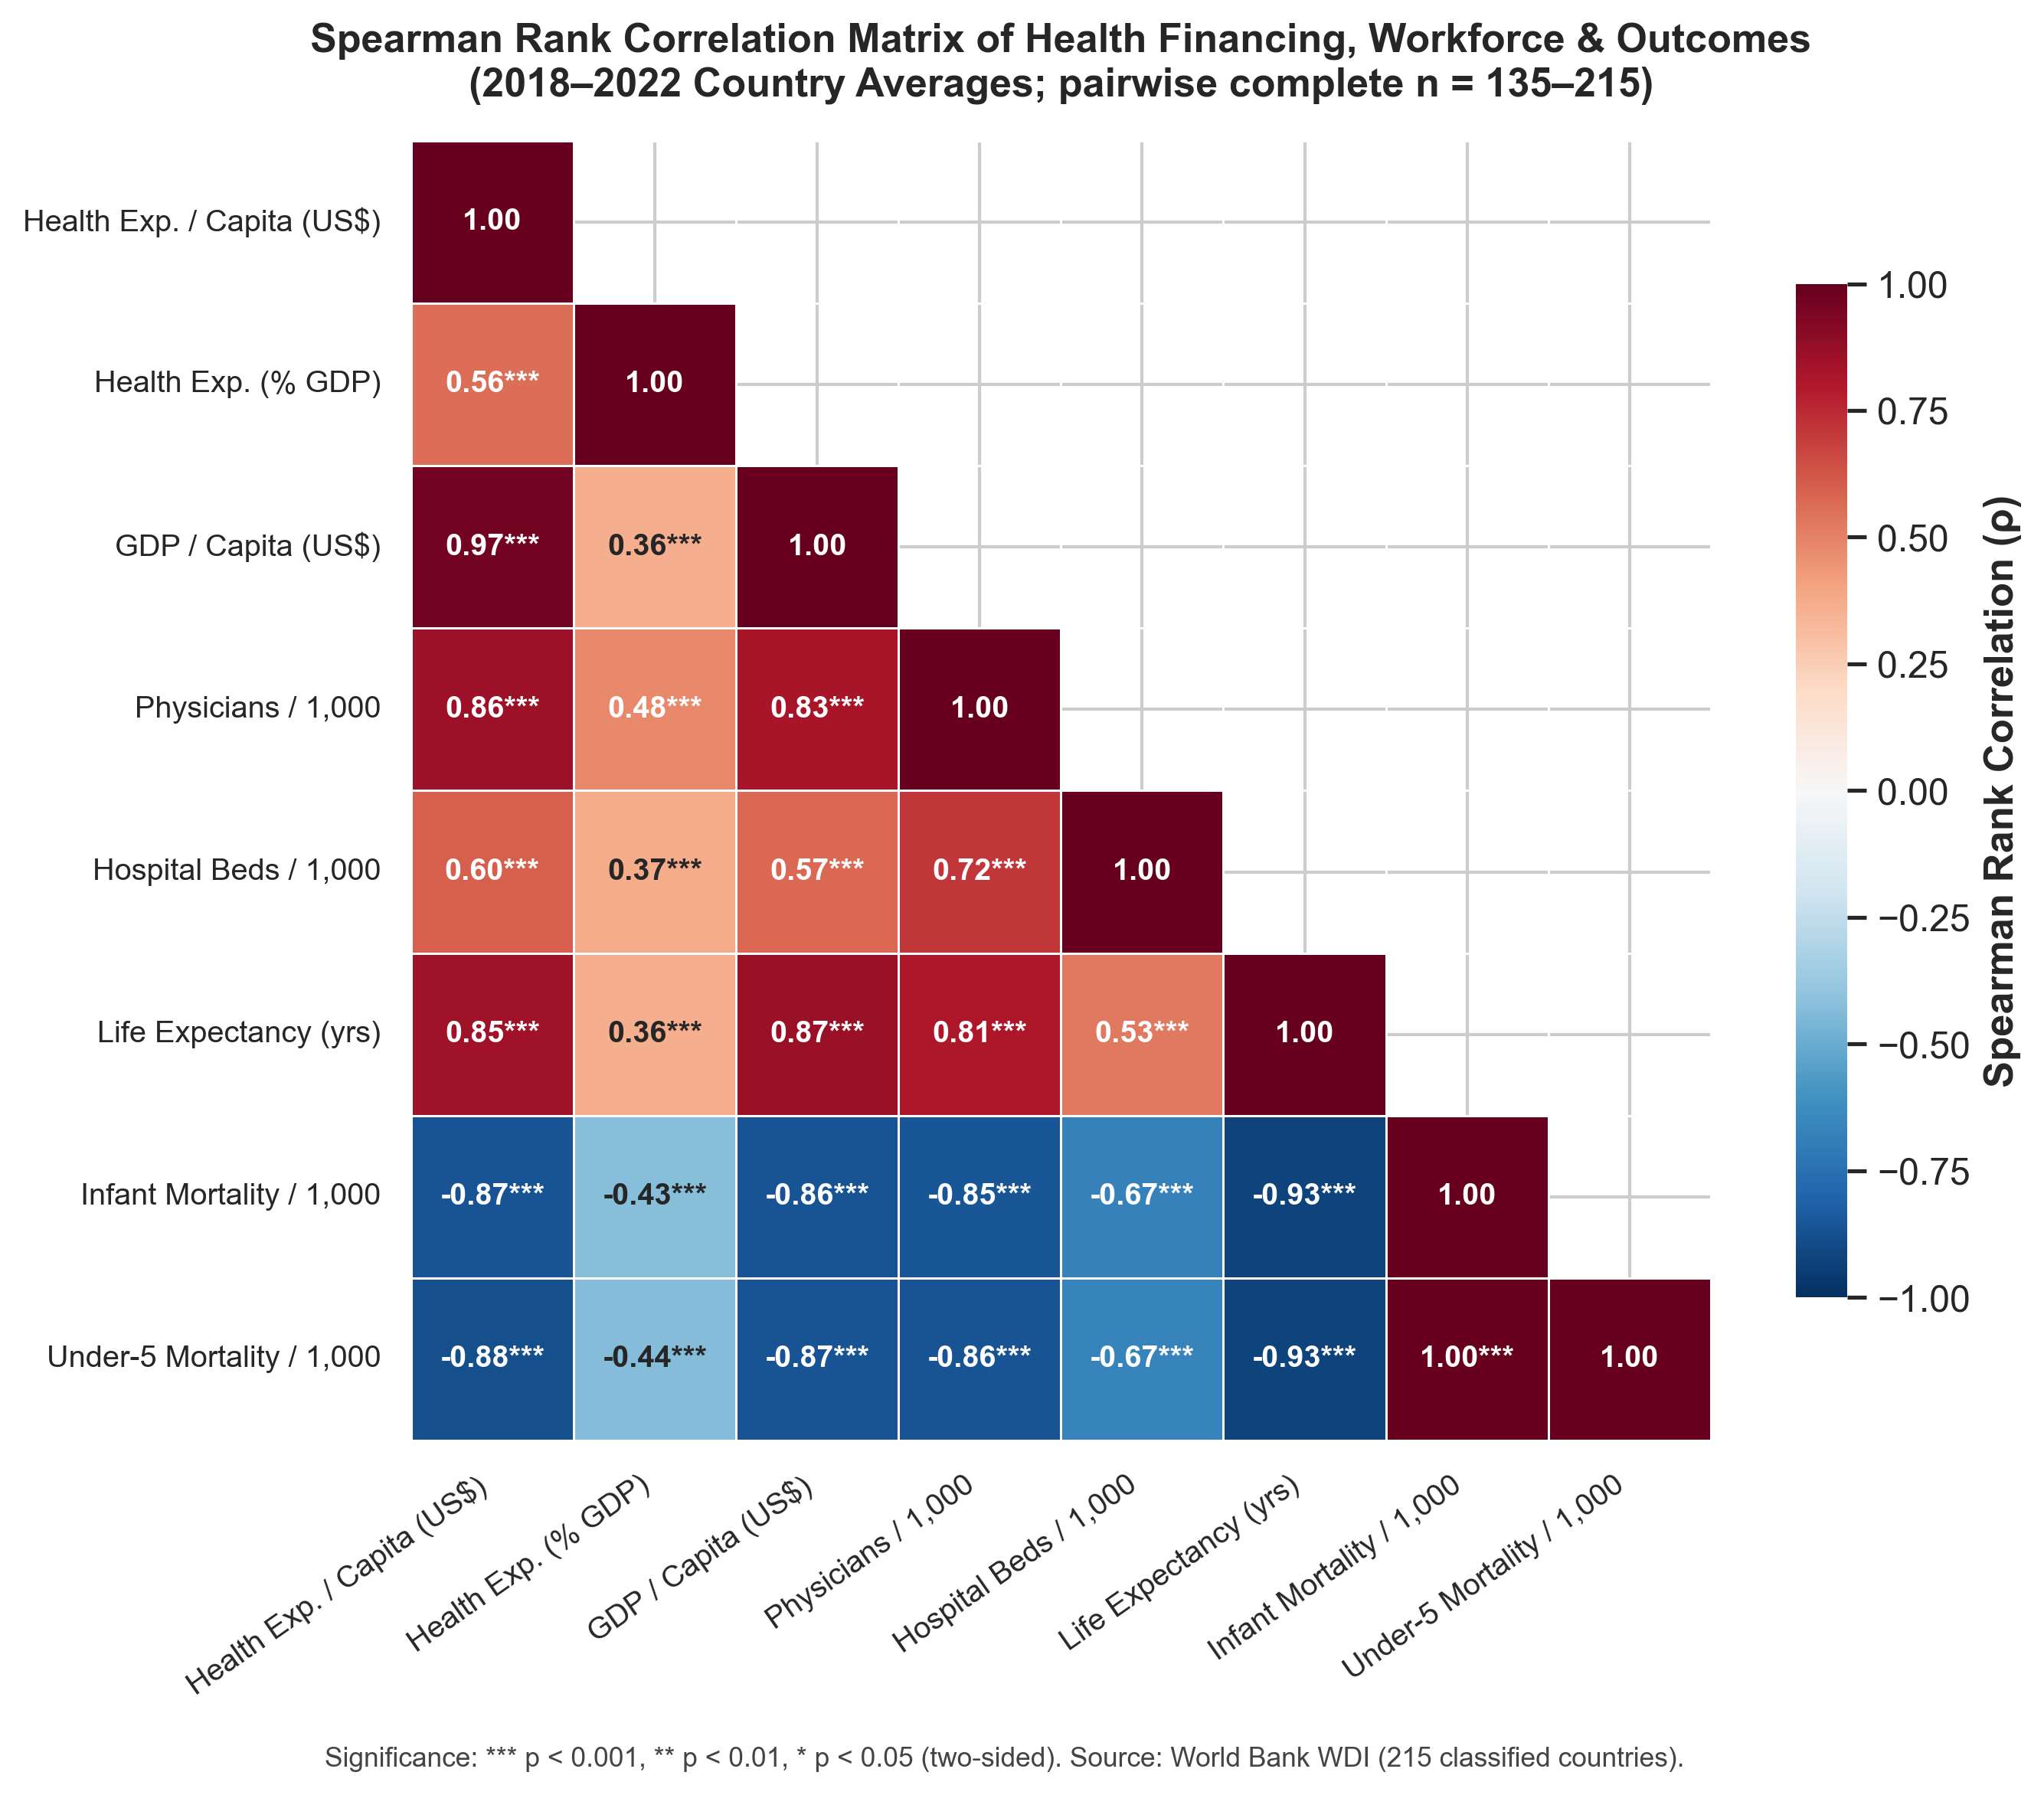 Spearman Rank Correlation Matrix of Health Financing, Workforce & Outcomes
(2018–2022 Country Averages; pairwise complete n = 135–215)
Health Exp. / Capita (US$)
1.00
Health Exp. (% GDP)
0.56*** 1.00
GDP / Capita (US$)
0.97*** 0.36*** 1.00
Physicians / 1,000
0.86*** 0.48*** 0.83*** 1.00
Hospital Beds / 1,000
0.60*** 0.37*** 0.57*** 0.72*** 1.00
Life Expectancy (yrs)
0.85*** 0.36*** 0.87*** 0.81*** 0.53*** 1.00
Infant Mortality / 1,000
-0.87*** -0.43*** -0.86*** -0.85*** -0.67*** -0.93*** 1.00
Under-5 Mortality / 1,000
-0.88*** -0.44*** -0.87*** -0.86*** -0.67*** -0.93*** 1.00*** 1.00
Health Exp. / Capita (US$)
Health Exp. (% GDP)
GDP / Capita (US$)
Physicians / 1,000
Hospital Beds / 1,000
Life Expectancy (yrs)
Infant Mortality / 1,000
Under-5 Mortality / 1,000
1.00
0.75
0.50
0.25
0.00
−0.25
−0.50
−0.75
−1.00
Spearman Rank Correlation (ρ)
Significance: *** p < 0.001, ** p < 0.01, * p < 0.05 (two-sided). Source: World Bank WDI (215 classified countries).